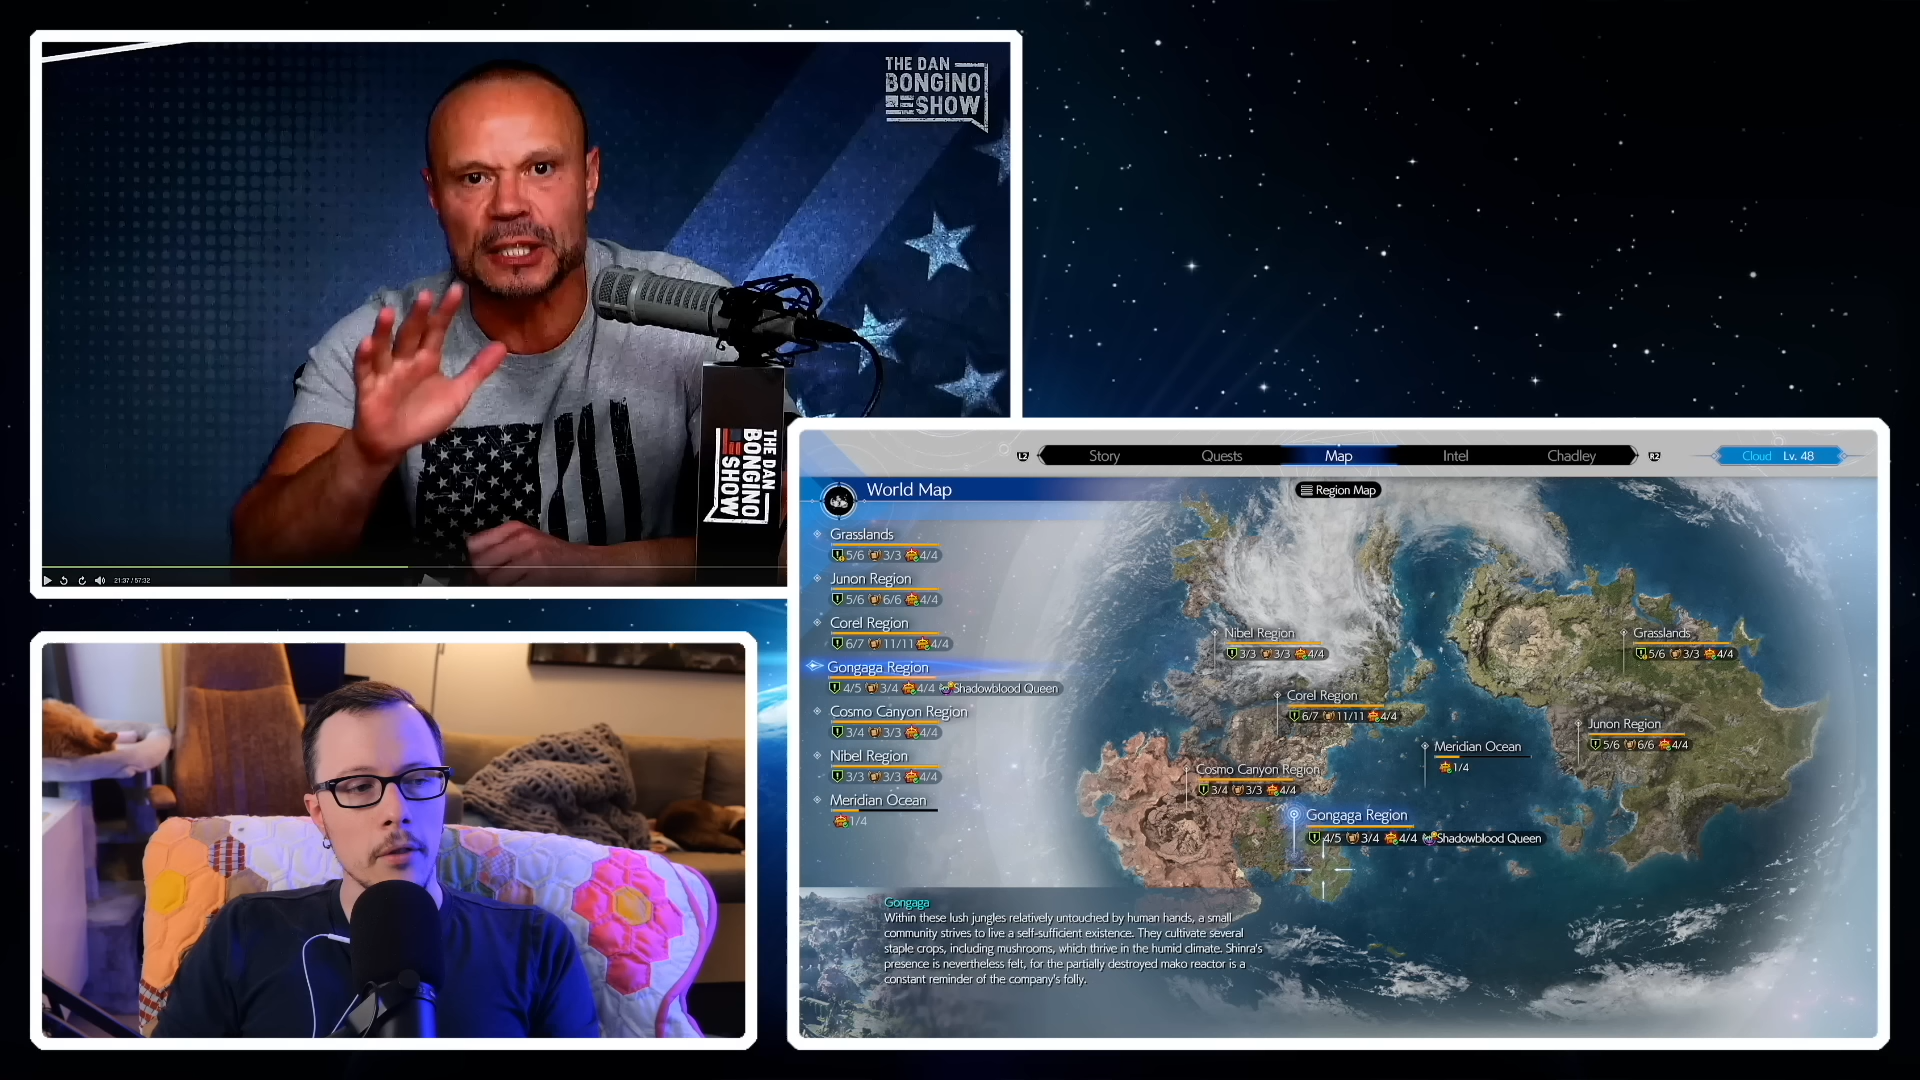 THE DAN
BONGINO
SHOW
THE DAN
BONGINO
SHOW
21:37 / 57:32
L2
Story
Quests
Map
Intel
Chadley
R2
Cloud Lv. 48
World Map
Region Map
Grasslands
5/6 3/3 4/4
Junon Region
5/6 6/6 4/4
Corel Region
6/7 11/11 4/4
Gongaga Region
4/5 3/4 4/4 Shadowblood Queen
Cosmo Canyon Region
3/4 3/3 4/4
Nibel Region
3/3 3/3 4/4
Meridian Ocean
1/4
Nibel Region
3/3 3/3 4/4
Grasslands
5/6 3/3 4/4
Corel Region
6/7 11/11 4/4
Junon Region
5/6 6/6 4/4
Meridian Ocean
1/4
Cosmo Canyon Region
3/4 3/3 4/4
Gongaga Region
4/5 3/4 4/4 Shadowblood Queen
Gongaga
Within these lush jungles relatively untouched by human hands, a small
community strives to live a self-sufficient existence. They cultivate several
staple crops, including mushrooms, which thrive in the humid climate. Shinra's
presence is nevertheless felt, for the partially destroyed mako reactor is a
constant reminder of the company's folly.